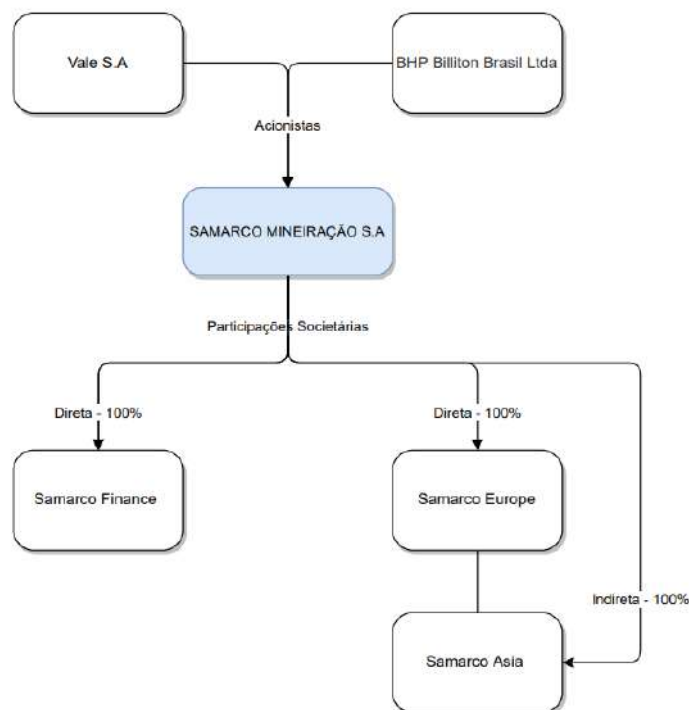 Vale S.A
BHP Billiton Brasil Ltda
Acionistas
SAMARCO MINEIRAÇÃO S.A
Participações Societárias
Direta - 100%
Direta - 100%
Samarco Finance
Samarco Europe
Indireta - 100%
Samarco Asia